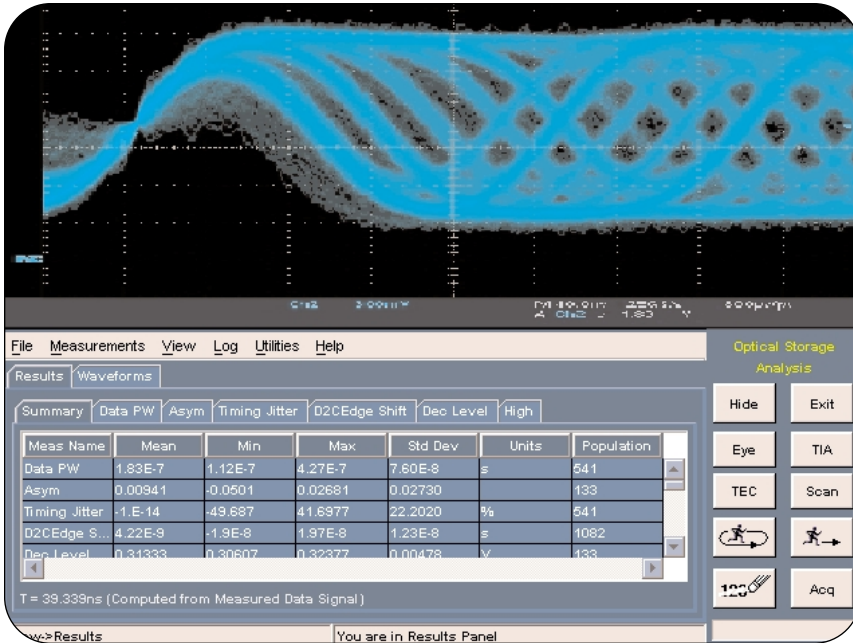 Ch2
File Measurements View Log Utilities Help
Optical Storage
Analysis
Results Waveforms
Summary Data PW Asym Timing Jitter D2CEdge Shift Dec Level High
Hide Exit
Meas Name Mean Min Max Std Dev Units Population
Eye TIA
Data PW 1.83E-7 1.12E-7 4.27E-7 7.60E-8 s 541
Asym 0.00941 -0.0501 0.02681 0.02730 133
TEC Scan
Timing Jitter -1.E-14 -49.687 41.6977 22.2020 % 541
D2CEdge S... 4.22E-9 -1.9E-8 1.97E-8 1.23E-8 s 1082
Dec Level 0.31333 0.30607 0.32377 0.00478 V 133
123 Acq
T = 39.339ns (Computed from Measured Data Signal)
->Results You are in Results Panel